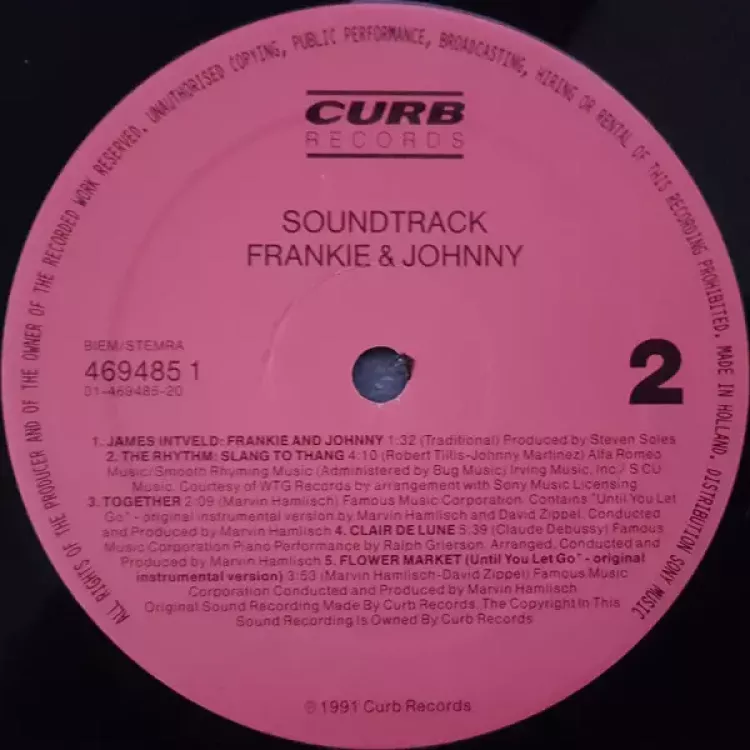 ALL RIGHTS OF THE PRODUCER AND OF THE OWNER OF THE RECORDED WORK RESERVED. UNAUTHORISED COPYING, PUBLIC PERFORMANCE, BROADCASTING, HIRING OR RENTAL OF THIS RECORDING PROHIBITED. MADE IN HOLLAND. DISTRIBUTION SONY MUSIC
CURB
RECORDS
SOUNDTRACK
FRANKIE & JOHNNY
BIEM/STEMRA
469485 1
01-469485-20
2
1. JAMES INTVELD: FRANKIE AND JOHNNY 1:32 (Traditional) Produced by Steven Soles
2. THE RHYTHM: SLANG TO THANG 4:10 (Robert Tillis-Johnny Martinez) Alfa Romeo
Music/Smooth Rhyming Music (Administered by Bug Music) Irving Music, Inc./ S CU
Music. Courtesy of WTG Records by arrangement with Sony Music Licensing
3. TOGETHER 2:09 (Marvin Hamlisch) Famous Music Corporation. Contains "Until You Let
Go" - original instrumental version by Marvin Hamlisch and David Zippel. Conducted
and Produced by Marvin Hamlisch 4. CLAIR DE LUNE 5:39 (Claude Debussy) Famous
Music Corporation Piano Performance by Ralph Grierson. Arranged, Conducted and
Produced by Marvin Hamlisch 5. FLOWER MARKET (Until You Let Go" - original
instrumental version) 3:53 (Marvin Hamlisch-David Zippel) Famous Music
Corporation Conducted and Produced by Marvin Hamlisch
Original Sound Recording Made By Curb Records. The Copyright In This
Sound Recording Is Owned By Curb Records
℗ 1991 Curb Records